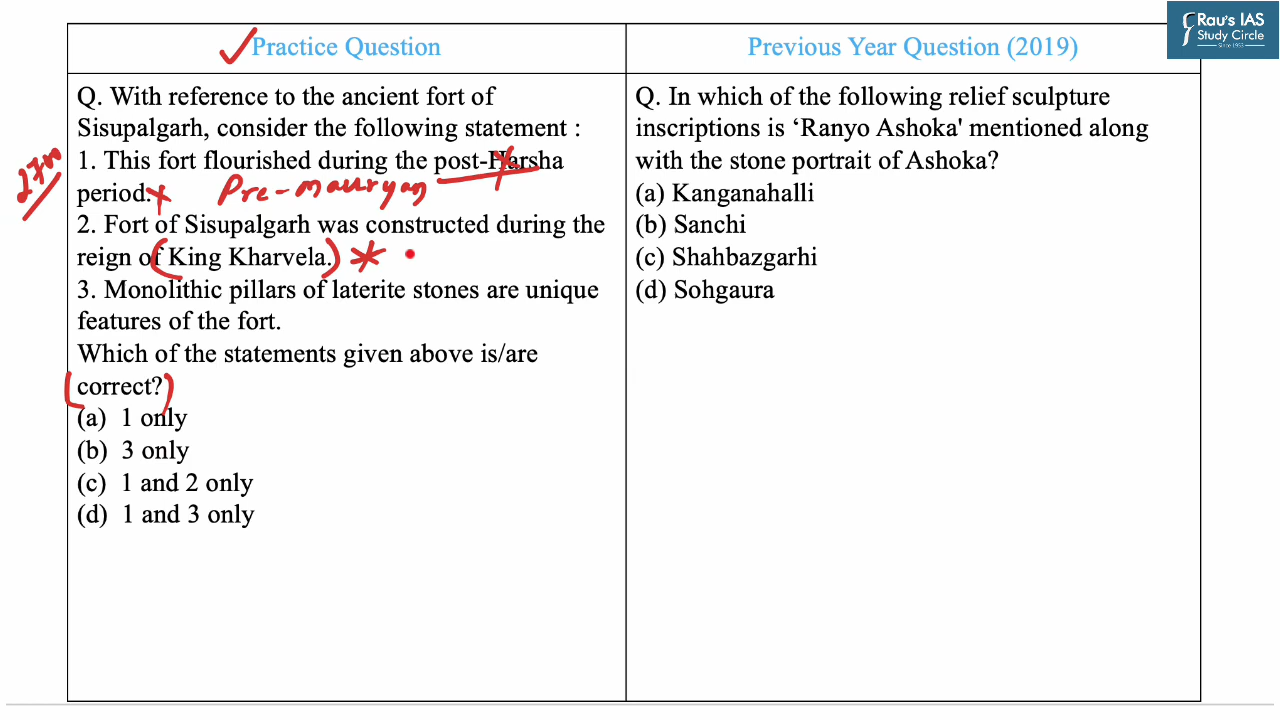 Rau's IAS
Study Circle
Since 1953
Practice Question
Previous Year Question (2019)
Q. With reference to the ancient fort of
Sisupalgarh, consider the following statement :
1. This fort flourished during the post-Harsha
period.
Pre-mauryan
2700
2. Fort of Sisupalgarh was constructed during the
reign of King Kharvela.
3. Monolithic pillars of laterite stones are unique
features of the fort.
Which of the statements given above is/are
correct?
(a) 1 only
(b) 3 only
(c) 1 and 2 only
(d) 1 and 3 only
Q. In which of the following relief sculpture
inscriptions is ‘Ranyo Ashoka' mentioned along
with the stone portrait of Ashoka?
(a) Kanganahalli
(b) Sanchi
(c) Shahbazgarhi
(d) Sohgaura